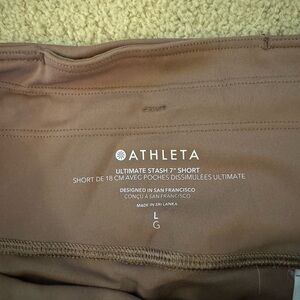 ATHLETA
ULTIMATE STASH 7" SHORT
SHORT DE 18 CM AVEC POCHES DISSIMULÉES ULTIMATE
DESIGNED IN SAN FRANCISCO
CONÇU À SAN FRANCISCO
MADE IN SRI LANKA
L
G